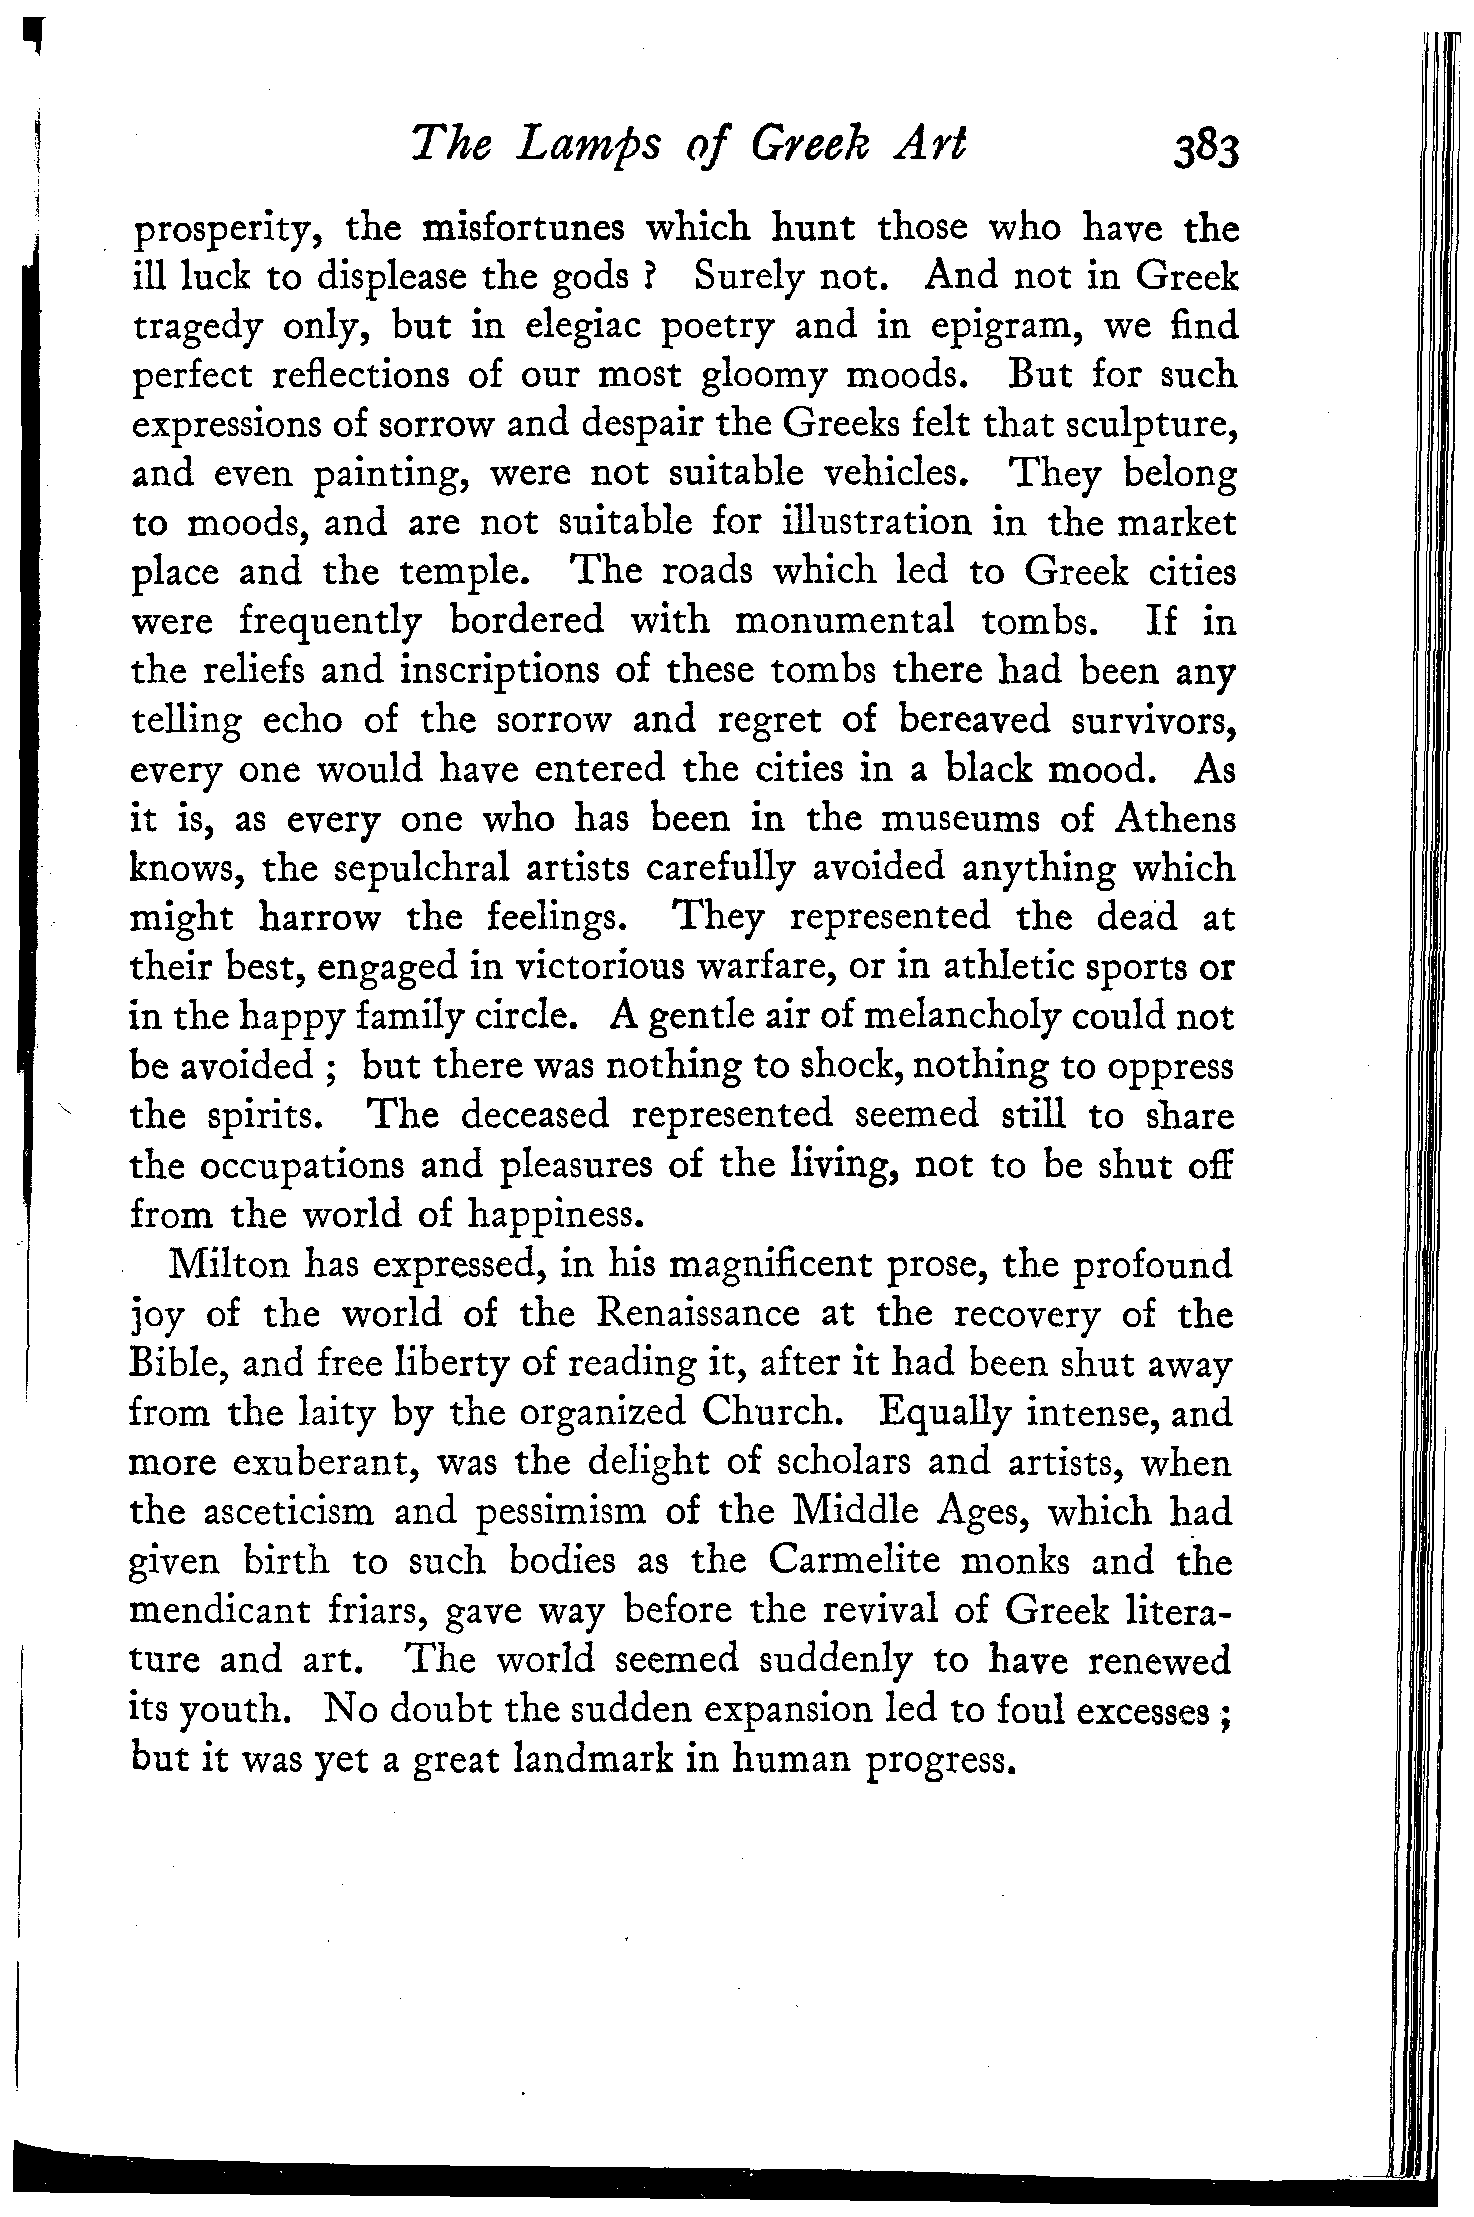 The Lamps of Greek Art 383
prosperity, the misfortunes which hunt those who have the
ill luck to displease the gods ? Surely not. And not in Greek
tragedy only, but in elegiac poetry and in epigram, we find
perfect reflections of our most gloomy moods. But for such
expressions of sorrow and despair the Greeks felt that sculpture,
and even painting, were not suitable vehicles. They belong
to moods, and are not suitable for illustration in the market
place and the temple. The roads which led to Greek cities
were frequently bordered with monumental tombs. If in
the reliefs and inscriptions of these tombs there had been any
telling echo of the sorrow and regret of bereaved survivors,
every one would have entered the cities in a black mood. As
it is, as every one who has been in the museums of Athens
knows, the sepulchral artists carefully avoided anything which
might harrow the feelings. They represented the dead at
their best, engaged in victorious warfare, or in athletic sports or
in the happy family circle. A gentle air of melancholy could not
be avoided ; but there was nothing to shock, nothing to oppress
the spirits. The deceased represented seemed still to share
the occupations and pleasures of the living, not to be shut off
from the world of happiness.
Milton has expressed, in his magnificent prose, the profound
joy of the world of the Renaissance at the recovery of the
Bible, and free liberty of reading it, after it had been shut away
from the laity by the organized Church. Equally intense, and
more exuberant, was the delight of scholars and artists, when
the asceticism and pessimism of the Middle Ages, which had
given birth to such bodies as the Carmelite monks and the
mendicant friars, gave way before the revival of Greek litera-
ture and art. The world seemed suddenly to have renewed
its youth. No doubt the sudden expansion led to foul excesses ;
but it was yet a great landmark in human progress.